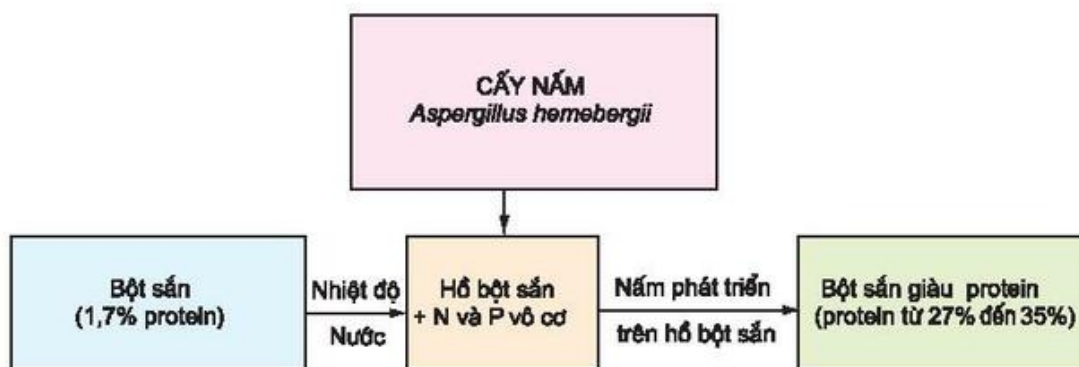 CẤY NẤM
Aspergillus hemebergii
Bột sắn
(1,7% protein)
Nhiệt độ
Nước
Hồ bột sắn
+ N và P vô cơ
Nấm phát triển
trên hồ bột sắn
Bột sắn giàu protein
(protein từ 27% đến 35%)